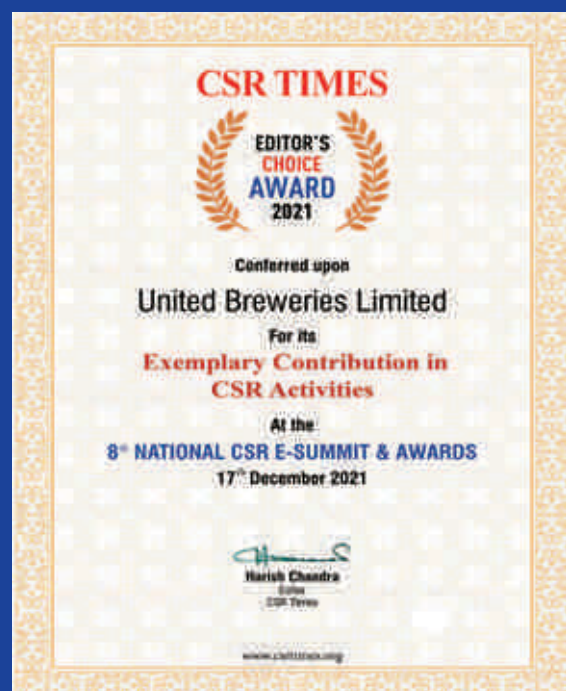 CSR TIMES
EDITOR'S
CHOICE
AWARD
2021
Conferred upon
United Breweries Limited
For its
Exemplary Contribution in
CSR Activities
At the
8th NATIONAL CSR E-SUMMIT & AWARDS
17th December 2021
Harish Chandra
Editor
CSR Times
www.csrtimes.org